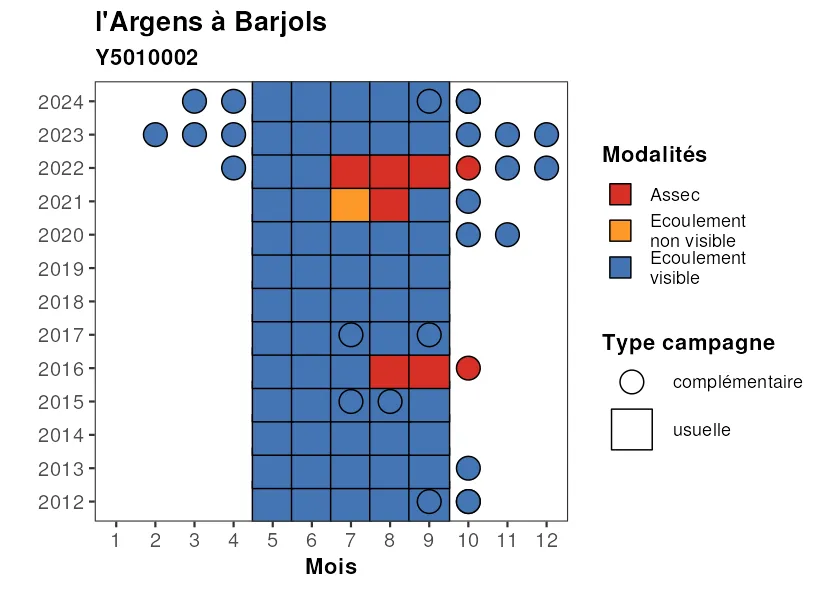 l'Argens à Barjols
Y5010002
2024
2023
2022
2021
2020
2019
2018
2017
2016
2015
2014
2013
2012
1 2 3 4 5 6 7 8 9 10 11 12
Mois
Modalités
Assec
Ecoulement
non visible
Ecoulement
visible
Type campagne
complémentaire
usuelle